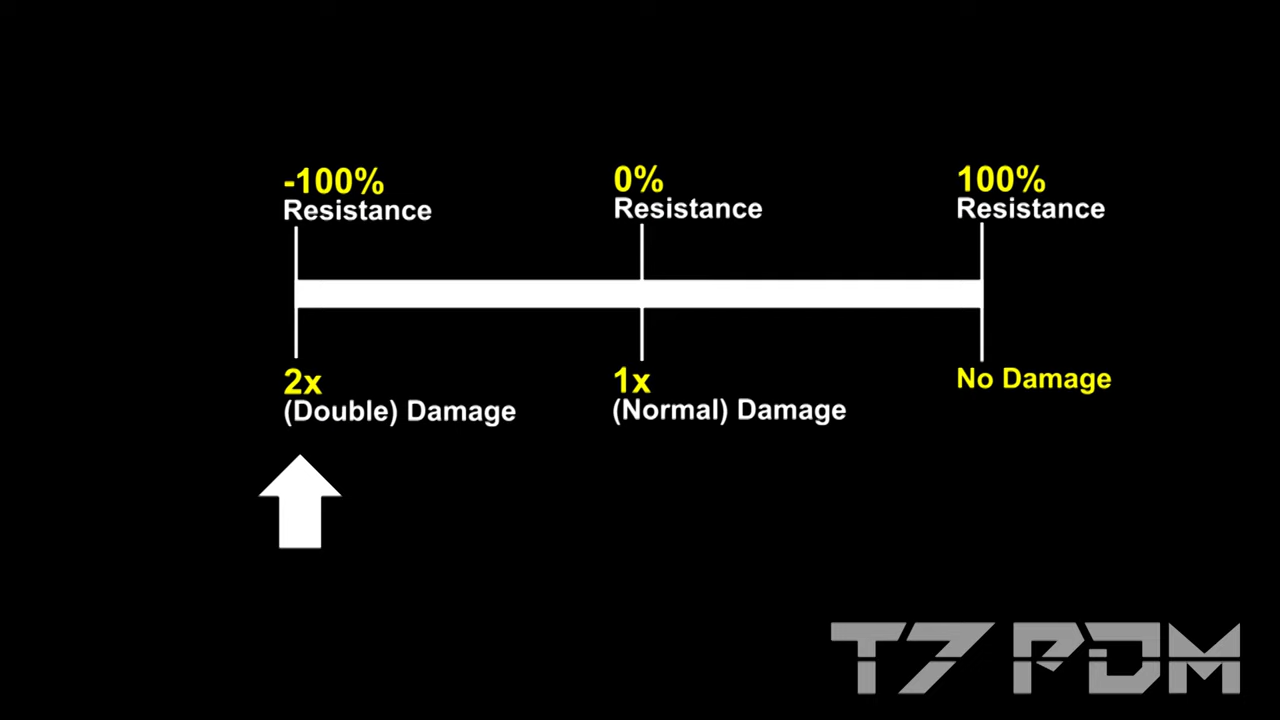 -100%
Resistance
0%
Resistance
100%
Resistance
2x
(Double) Damage
1x
(Normal) Damage
No Damage
T7 PDM